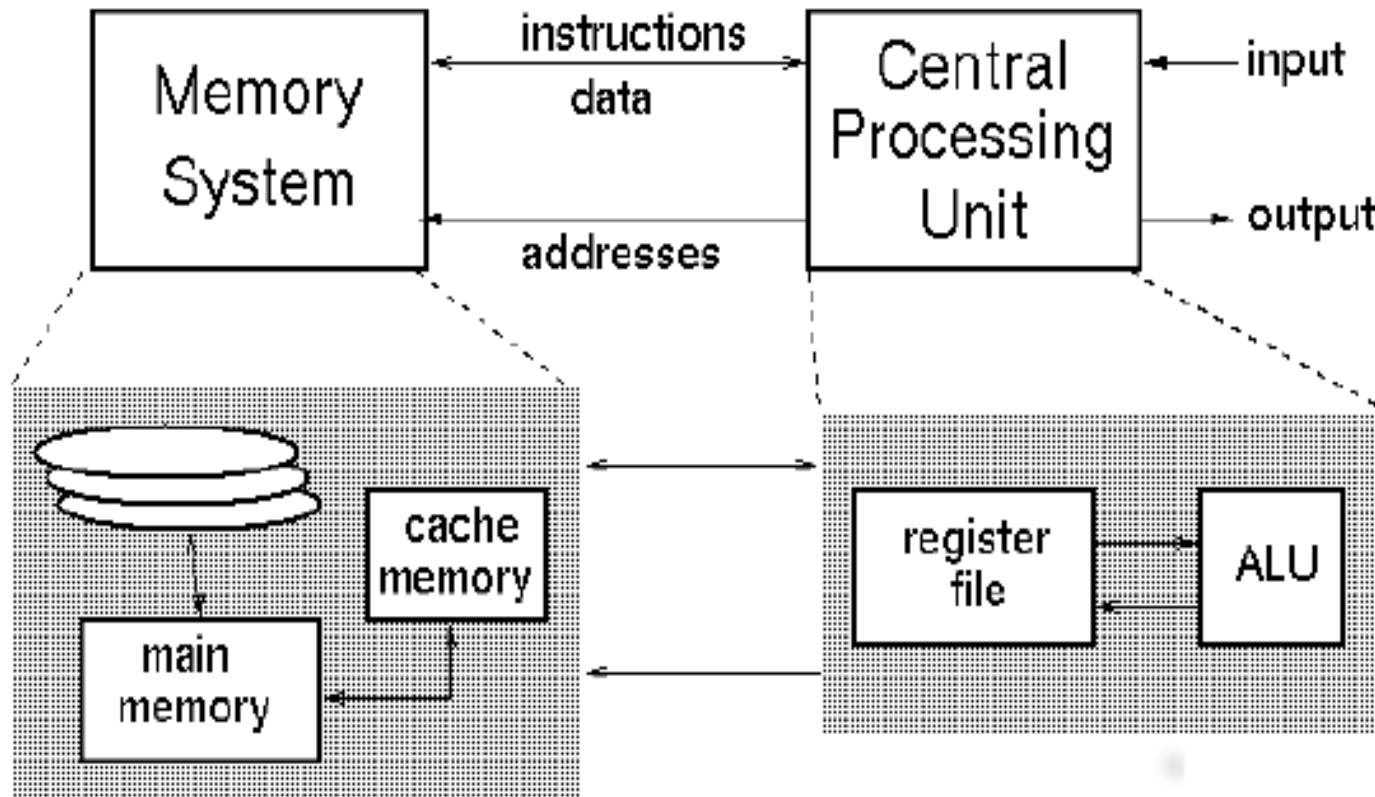 Memory
System
instructions
data
addresses
Central
Processing
Unit
input
output
cache
memory
main
memory
register
file
ALU